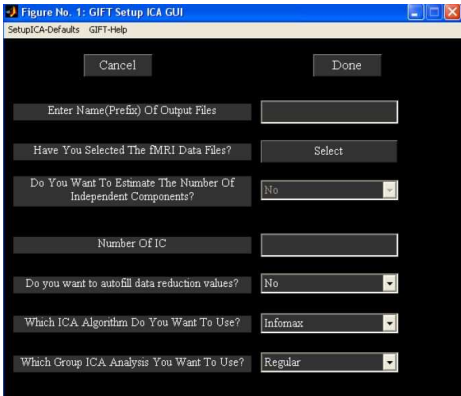 Figure No. 1: GIFT Setup ICA GUI
SetupICA-Defaults GIFT-Help
Cancel Done
Enter Name(Prefix) Of Output Files
Have You Selected The fMRI Data Files? Select
Do You Want To Estimate The Number Of
Independent Components? No
Number Of IC
Do you want to autofill data reduction values? No
Which ICA Algorithm Do You Want To Use? Infomax
Which Group ICA Analysis You Want To Use? Regular